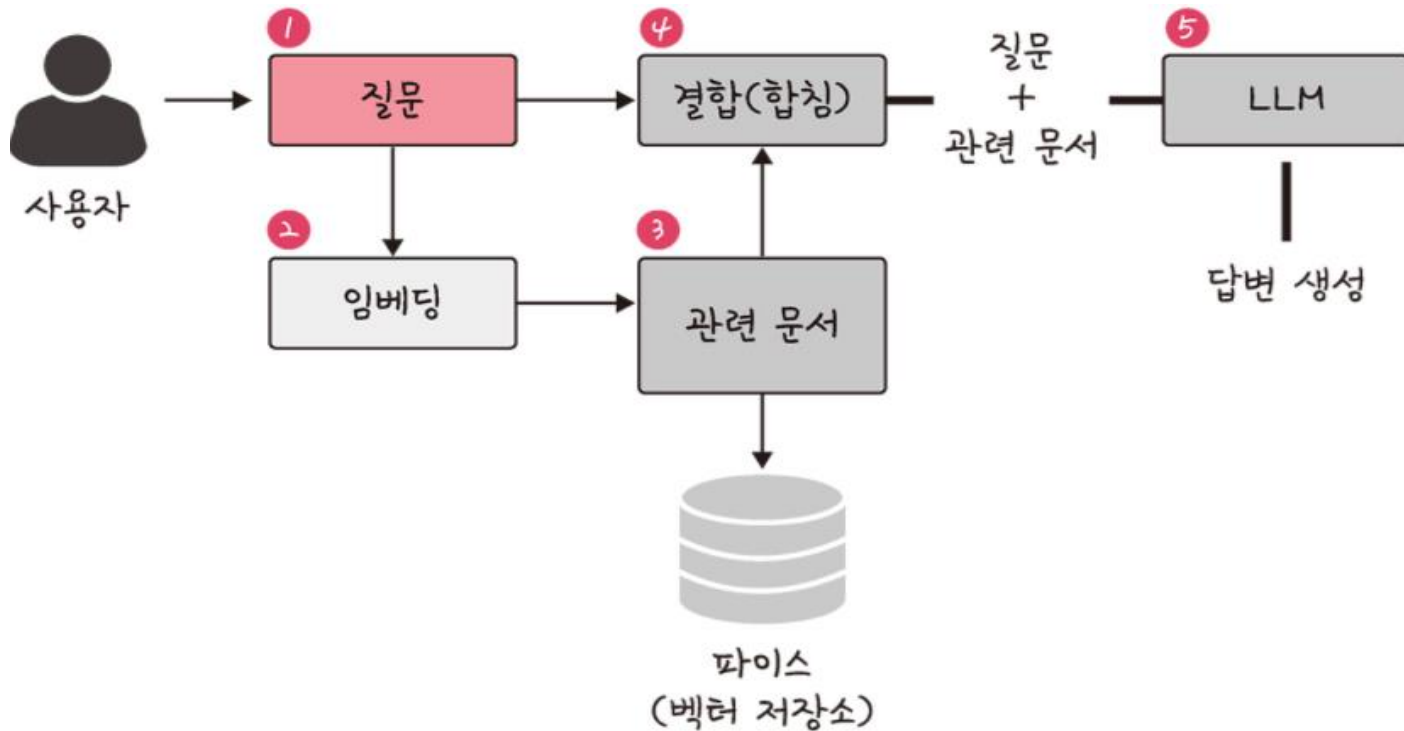 사용자
1
질문
2
임베딩
3
관련 문서
4
결합(합침)
질문
+
관련 문서
5
LLM
답변 생성
파이스
(벡터 저장소)